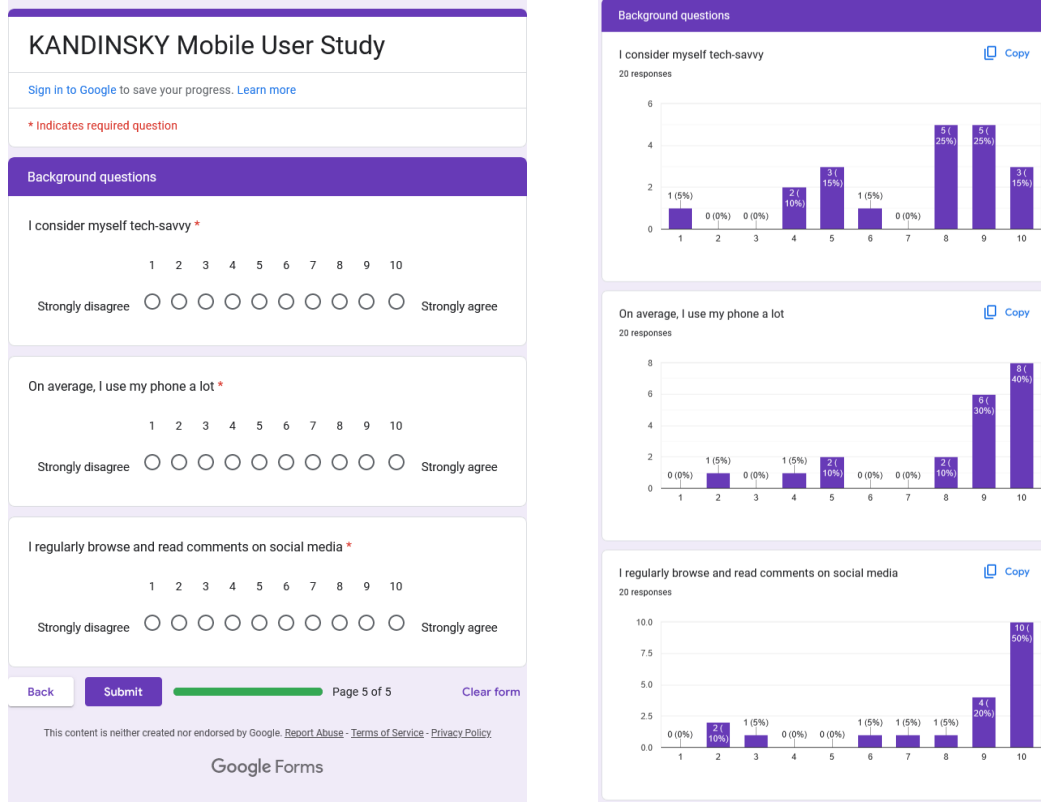 KANDINSKY Mobile User Study
Sign in to Google to save your progress. Learn more
* Indicates required question
Background questions
I consider myself tech-savvy *
1 2 3 4 5 6 7 8 9 10
Strongly disagree
Strongly agree
On average, I use my phone a lot *
1 2 3 4 5 6 7 8 9 10
Strongly disagree
Strongly agree
I regularly browse and read comments on social media *
1 2 3 4 5 6 7 8 9 10
Strongly disagree
Strongly agree
Back
Submit
Page 5 of 5
Clear form
This content is neither created nor endorsed by Google. Report Abuse - Terms of Service - Privacy Policy
Google Forms
Background questions
I consider myself tech-savvy
Copy
20 responses
6
4
2
0
1 (5%)
0 (0%)
0 (0%)
2 (
10%)
3 (
15%)
1 (5%)
0 (0%)
5 (
25%)
5 (
25%)
3 (
15%)
1 2 3 4 5 6 7 8 9 10
On average, I use my phone a lot
Copy
20 responses
8
6
4
2
0
0 (0%)
1 (5%)
0 (0%)
1 (5%)
2 (
10%)
0 (0%)
0 (0%)
2 (
10%)
6 (
30%)
8 (
40%)
1 2 3 4 5 6 7 8 9 10
I regularly browse and read comments on social media
Copy
20 responses
10.0
7.5
5.0
2.5
0.0
0 (0%)
2 (
10%)
1 (5%)
0 (0%)
0 (0%)
1 (5%)
1 (5%)
1 (5%)
4 (
20%)
10 (
50%)
1 2 3 4 5 6 7 8 9 10